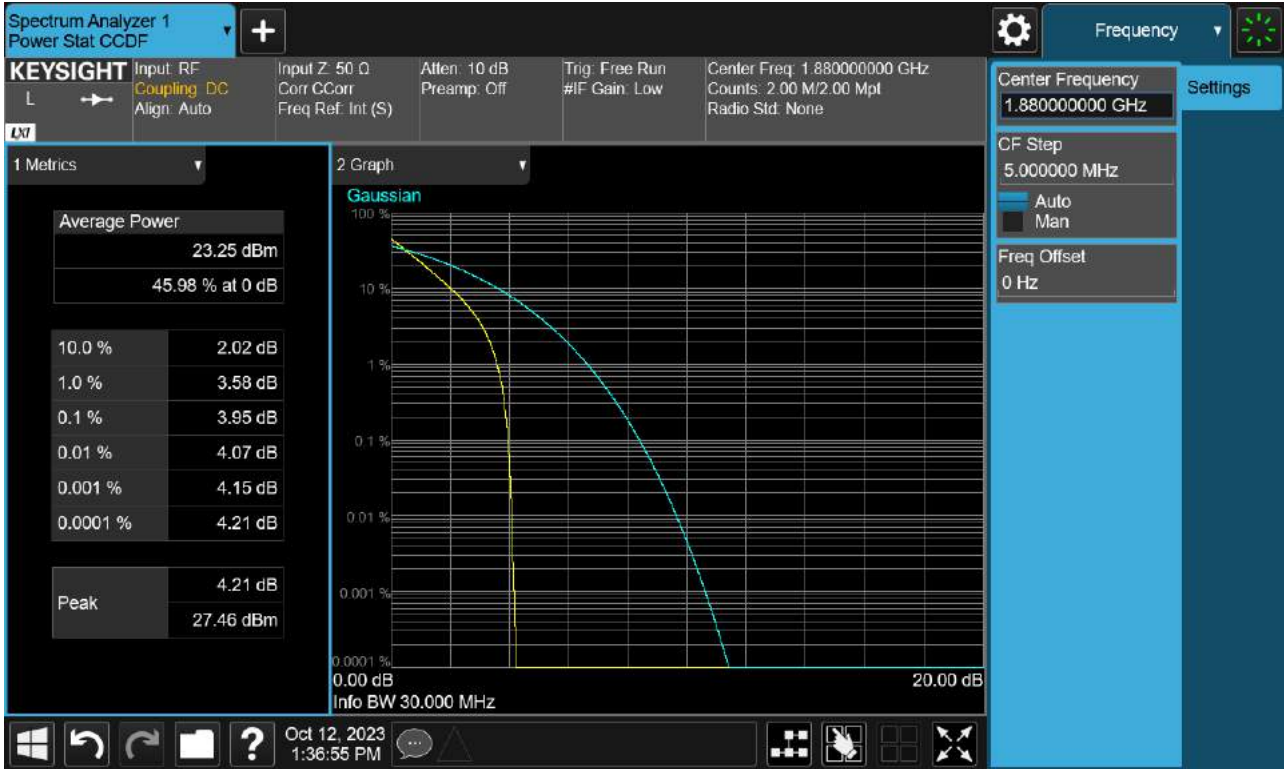 Spectrum Analyzer 1
Power Stat CCDF
+
Frequency
KEYSIGHT
L
LXI
Input: RF
Coupling: DC
Align: Auto
Input Z: 50 Ω
Corr CCorr
Freq Ref: Int (S)
Atten: 10 dB
Preamp: Off
Trig: Free Run
#IF Gain: Low
Center Freq: 1.880000000 GHz
Counts: 2.00 M/2.00 Mpt
Radio Std: None
Center Frequency
1.880000000 GHz
Settings
CF Step
5.000000 MHz
Auto
Man
Freq Offset
0 Hz
1 Metrics
Average Power
23.25 dBm
45.98 % at 0 dB
10.0 % 2.02 dB
1.0 % 3.58 dB
0.1 % 3.95 dB
0.01 % 4.07 dB
0.001 % 4.15 dB
0.0001 % 4.21 dB
Peak
4.21 dB
27.46 dBm
2 Graph
Gaussian
100 %
10 %
1 %
0.1 %
0.01 %
0.001 %
0.0001 %
0.00 dB 20.00 dB
Info BW 30.000 MHz
?
Oct 12, 2023
1:36:55 PM